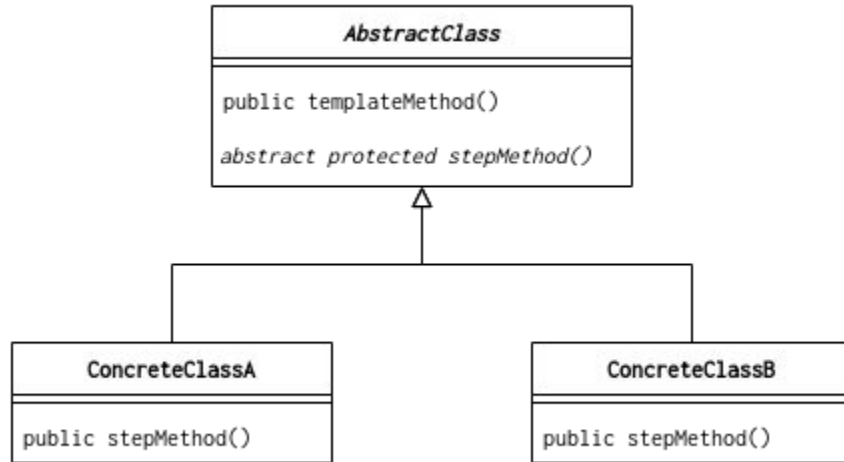 AbstractClass
public templateMethod()
abstract protected stepMethod()
ConcreteClassA
public stepMethod()
ConcreteClassB
public stepMethod()